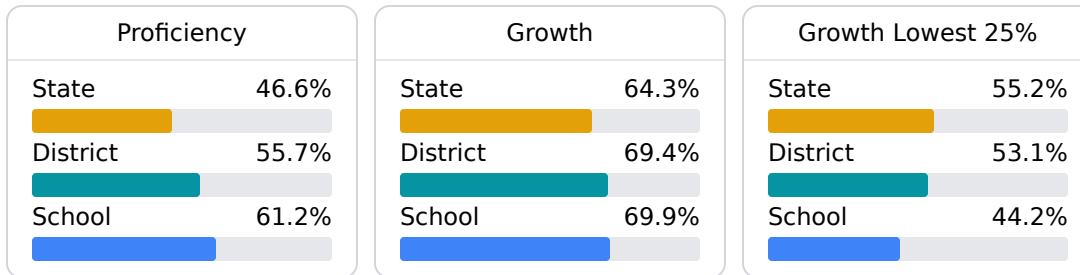 Proficiency
State 46.6%
District 55.7%
School 61.2%
Growth
State 64.3%
District 69.4%
School 69.9%
Growth Lowest 25%
State 55.2%
District 53.1%
School 44.2%